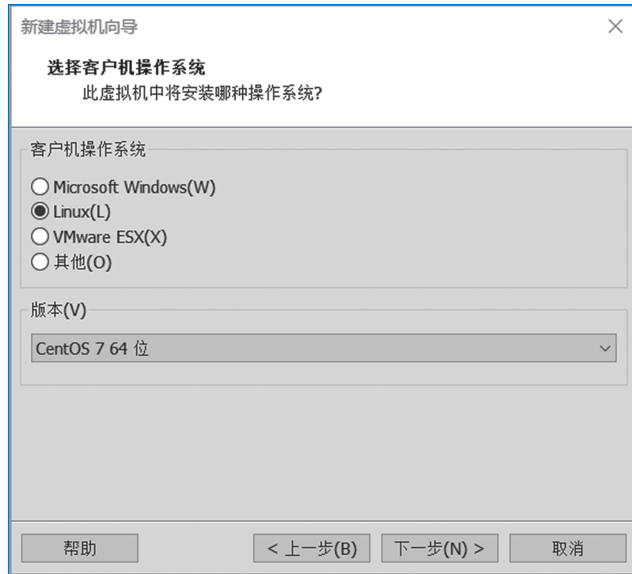 新建虚拟机向导
选择客户机操作系统
此虚拟机中将安装哪种操作系统?
客户机操作系统
Microsoft Windows(W)
Linux(L)
VMware ESX(X)
其他(O)
版本(V)
CentOS 7 64 位
帮助
< 上一步(B)
下一步(N) >
取消